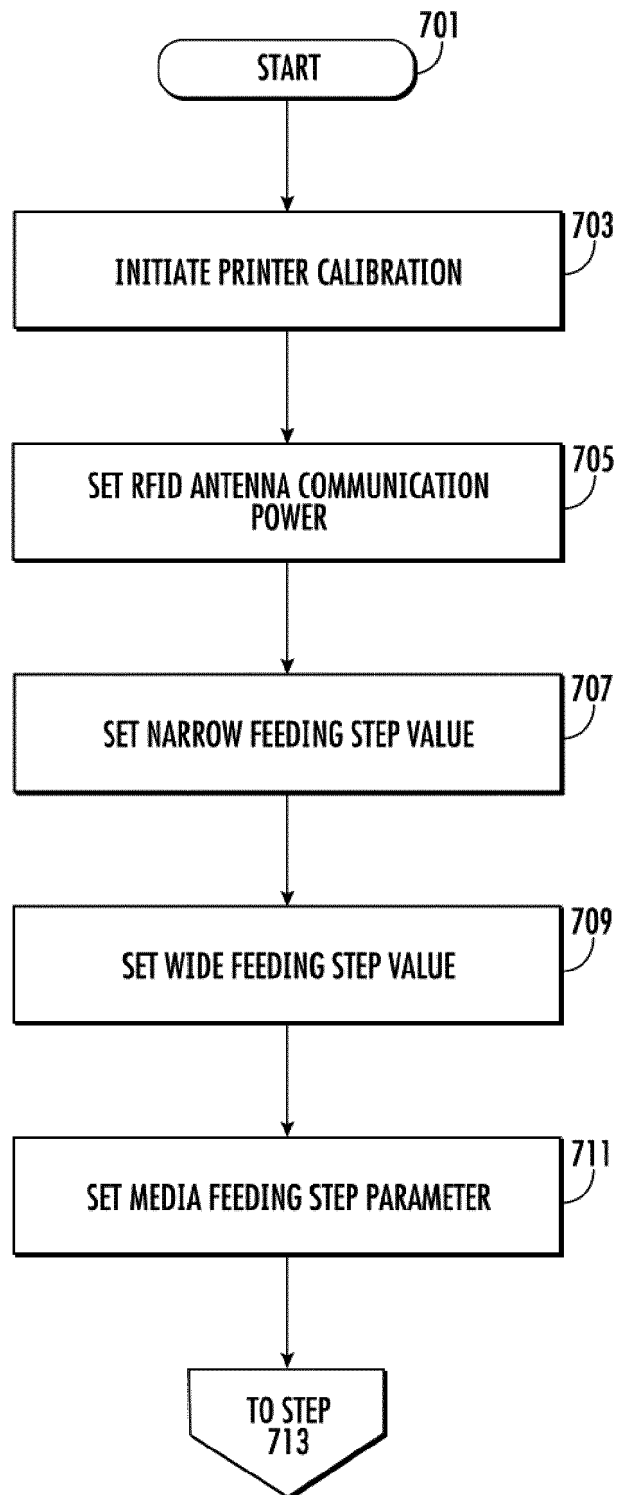 701
START
703
INITIATE PRINTER CALIBRATION
705
SET RFID ANTENNA COMMUNICATION
POWER
707
SET NARROW FEEDING STEP VALUE
709
SET WIDE FEEDING STEP VALUE
711
SET MEDIA FEEDING STEP PARAMETER
TO STEP
713